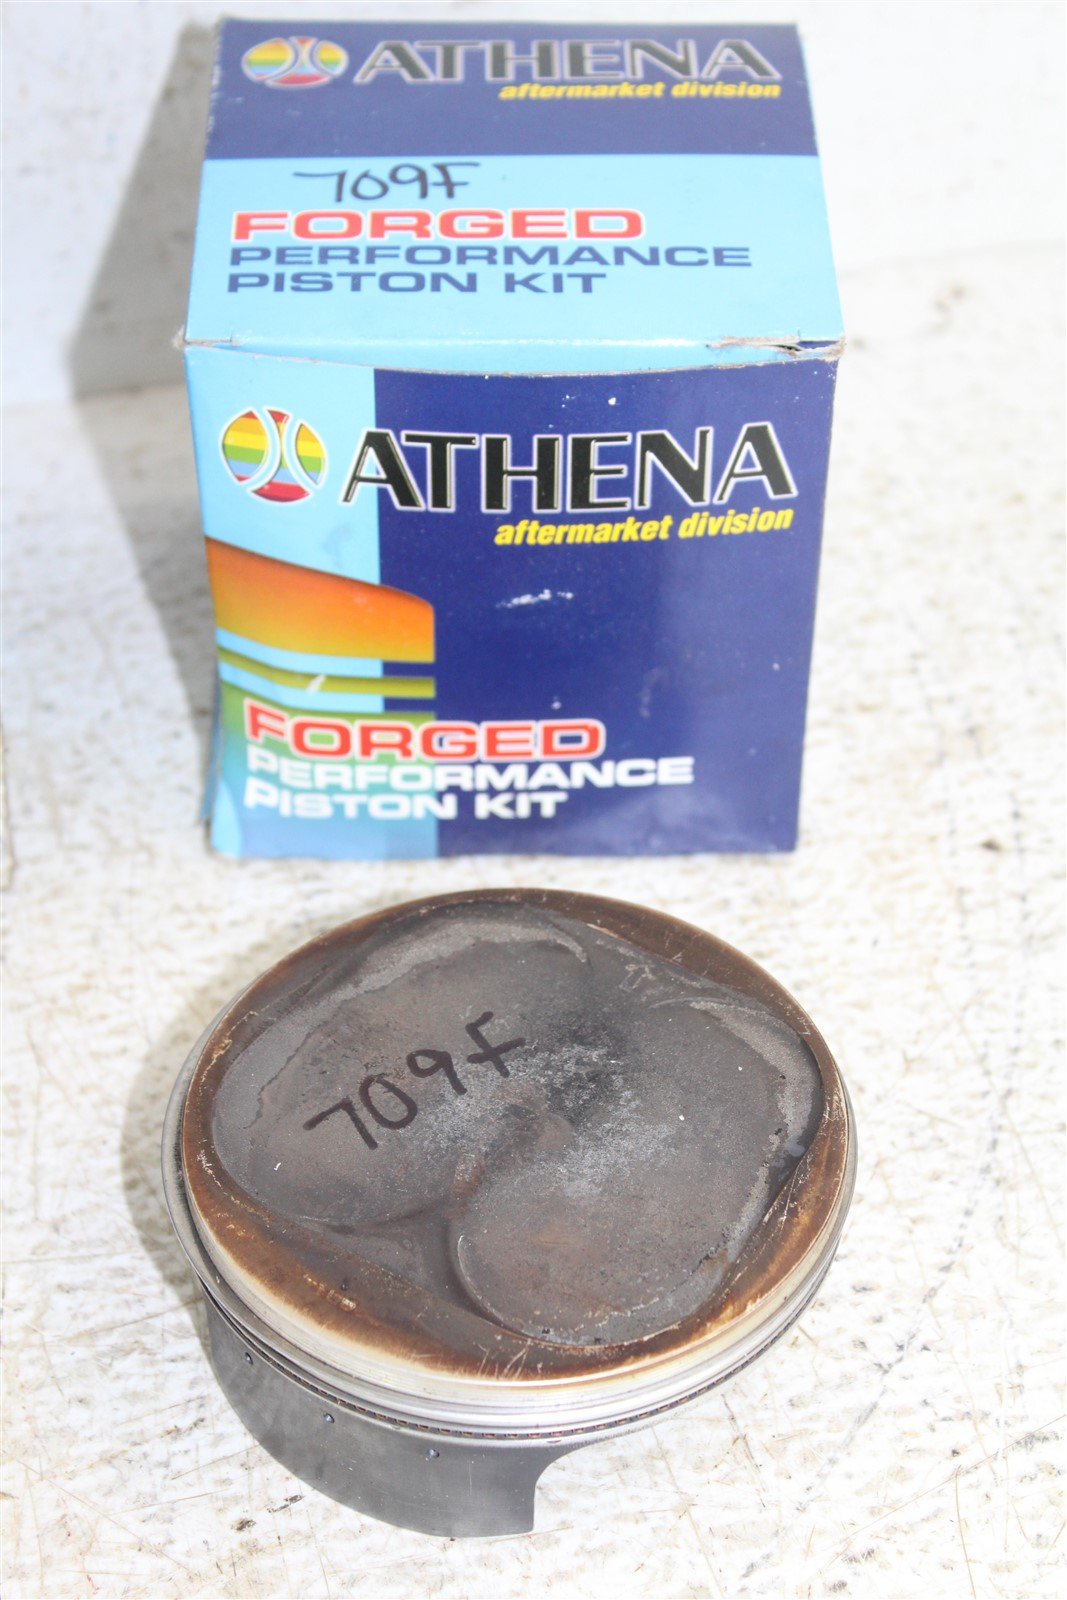 ATHENA
aftermarket division
709F
FORGED
PERFORMANCE
PISTON KIT
ATHENA
aftermarket division
FORGED
PERFORMANCE
PISTON KIT
709F